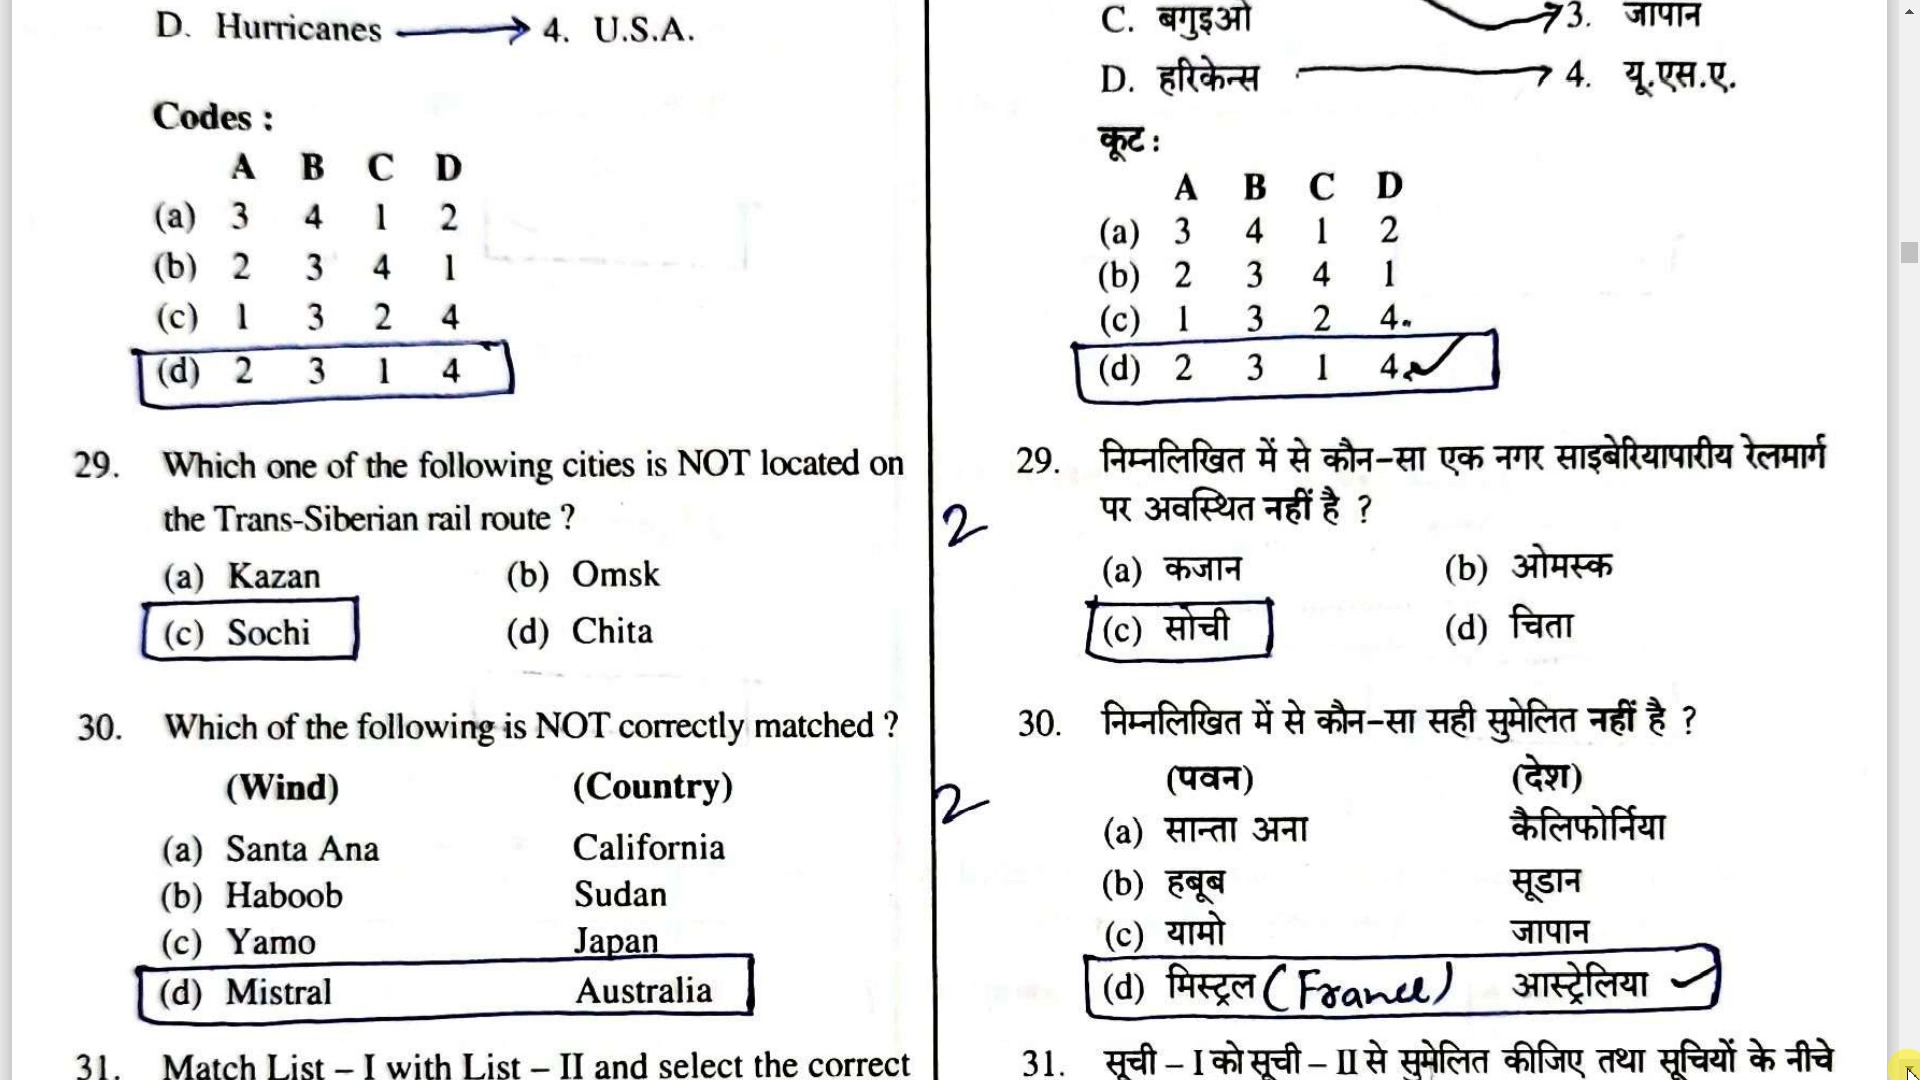 D. Hurricanes 4. U.S.A.
Codes :
A B C D
(a) 3 4 1 2
(b) 2 3 4 1
(c) 1 3 2 4
(d) 2 3 1 4
29. Which one of the following cities is NOT located on
the Trans-Siberian rail route ?
(a) Kazan (b) Omsk
(c) Sochi (d) Chita
30. Which of the following is NOT correctly matched ?
(Wind) (Country)
(a) Santa Ana California
(b) Haboob Sudan
(c) Yamo Japan
(d) Mistral Australia
31. Match List – I with List – II and select the correct
2
2
C. बगुइओ 3. जापान
D. हरिकेन्स 4. यू.एस.ए.
कूट :
A B C D
(a) 3 4 1 2
(b) 2 3 4 1
(c) 1 3 2 4
(d) 2 3 1 4
29. निम्नलिखित में से कौन-सा एक नगर साइबेरियापारीय रेलमार्ग
पर अवस्थित नहीं है ?
(a) कजान (b) ओमस्क
(c) सोची (d) चिता
30. निम्नलिखित में से कौन-सा सही सुमेलित नहीं है ?
(पवन) (देश)
(a) सान्ता अना कैलिफोर्निया
(b) हबूब सूडान
(c) यामो जापान
(d) मिस्ट्रल (France) आस्ट्रेलिया
31. सूची – I को सूची – II से सुमेलित कीजिए तथा सूचियों के नीचे